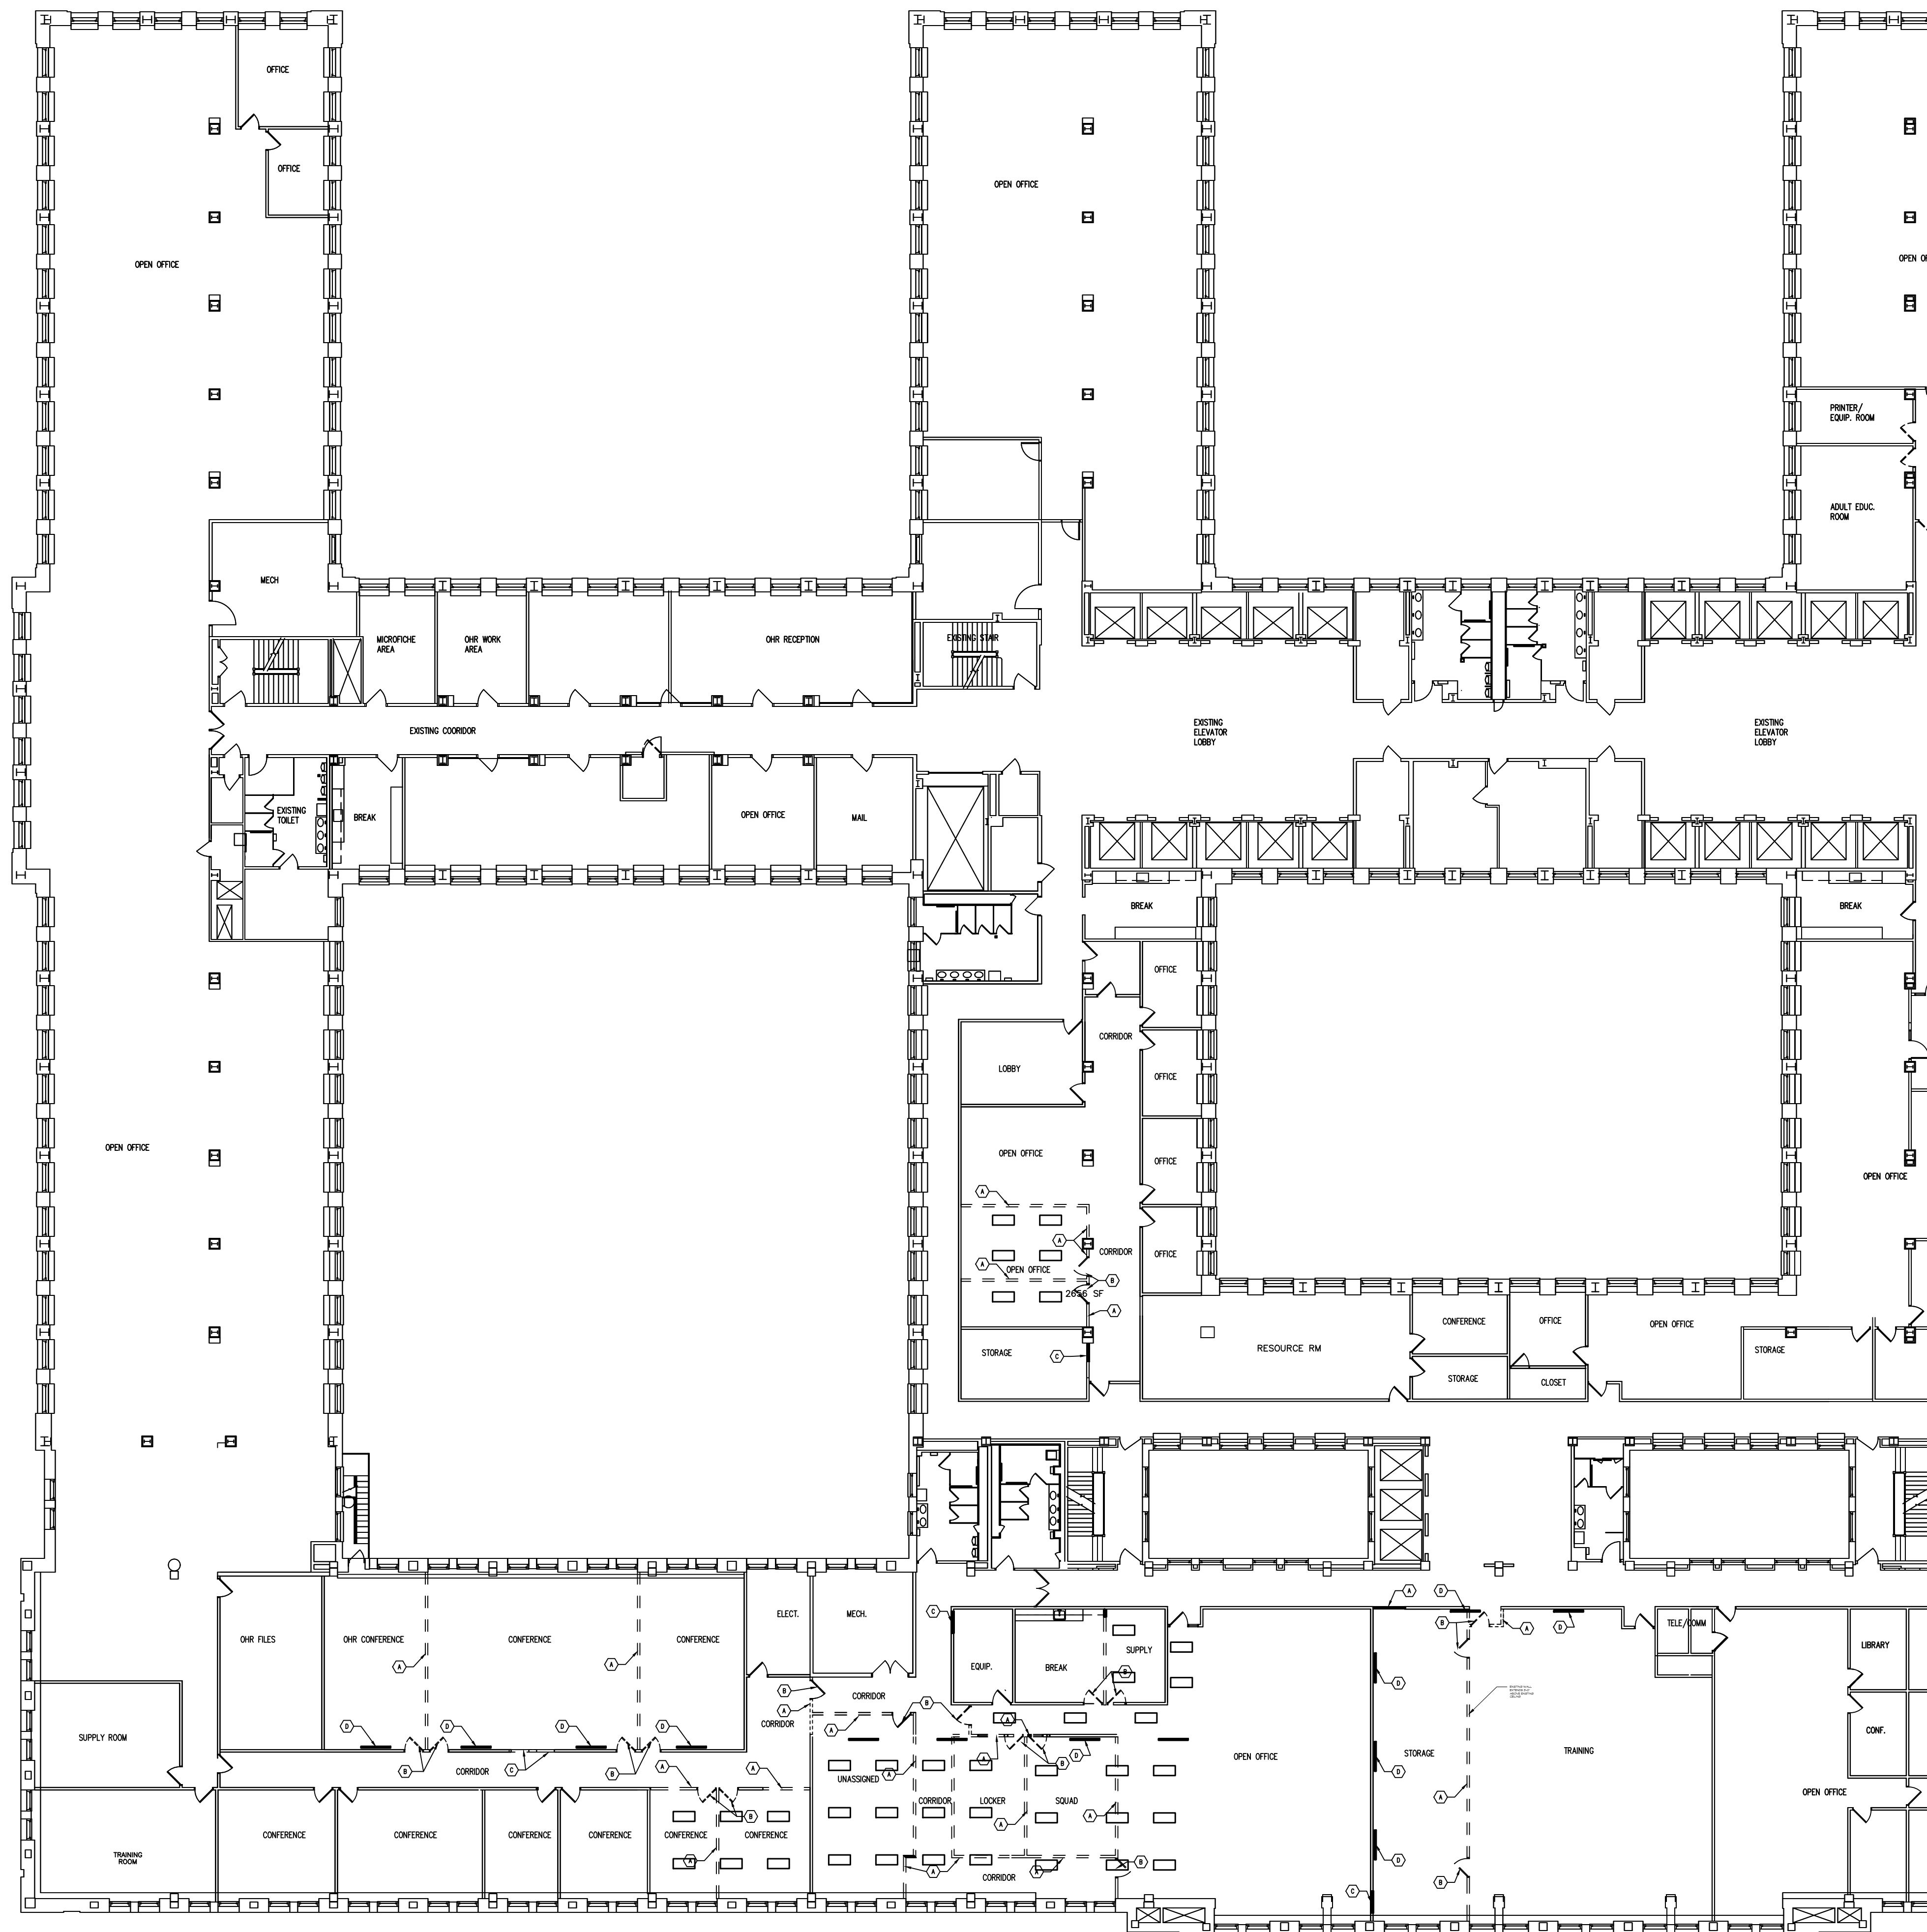 OFFICE
OFFICE
OPEN OFFICE
OPEN OFFICE
OPEN OF
PRINTER/
EQUIP. ROOM
ADULT EDUC.
ROOM
MECH
MICROFICHE
AREA
OHR WORK
AREA
OHR RECEPTION
EXISTING STAIR
EXISTING COORIDOR
EXISTING
ELEVATOR
LOBBY
EXISTING
ELEVATOR
LOBBY
EXISTING
TOILET
BREAK
OPEN OFFICE
MAIL
BREAK
BREAK
OFFICE
CORRIDOR
LOBBY
OFFICE
OPEN OFFICE
OPEN OFFICE
OFFICE
OPEN OFFICE
A
A
CORRIDOR
OFFICE
A
OPEN OFFICE
B
2656 SF
A
STORAGE
C
RESOURCE RM
CONFERENCE
STORAGE
OFFICE
CLOSET
OPEN OFFICE
STORAGE
OHR FILES
OHR CONFERENCE
CONFERENCE
CONFERENCE
A
A
ELECT.
MECH.
C
EQUIP.
BREAK
SUPPLY
B
A
D
B
A
D
TELE/COMM
LIBRARY
CONF.
SUPPLY ROOM
D
D
D
D
B
C
B
CORRIDOR
B
A
CORRIDOR
CORRIDOR
A
B
A
A
B
D
OPEN OFFICE
STORAGE
D
D
D
TRAINING
A
B
C
OPEN OFFICE
A
A
B
UNASSIGNED
A
CORRIDOR
LOCKER
SQUAD
A
A
TRAINING
ROOM
CONFERENCE
CONFERENCE
CONFERENCE
CONFERENCE
CONFERENCE
CONFERENCE
A
A
A
B
CORRIDOR